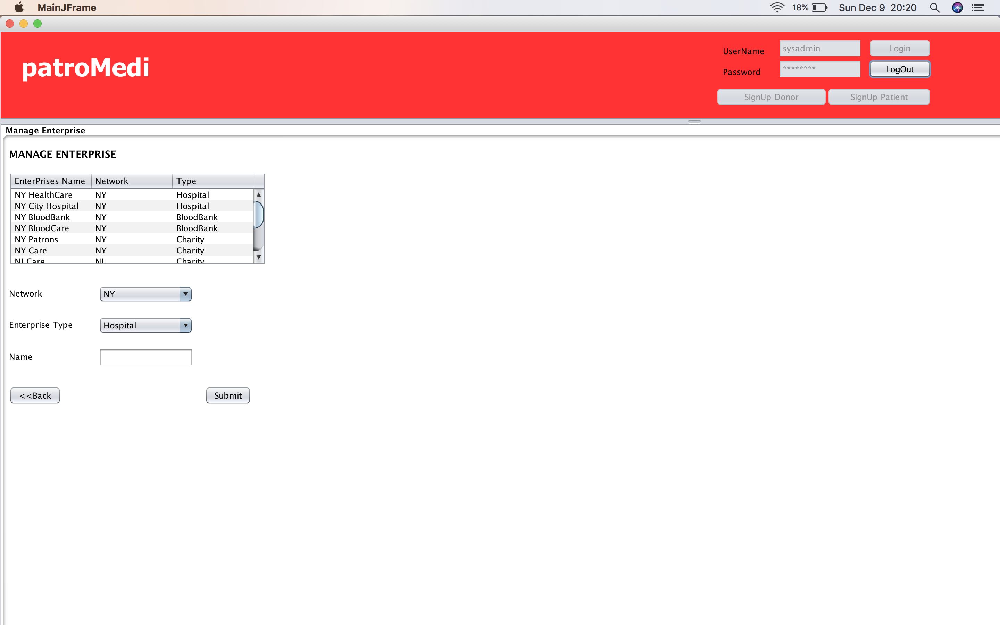 MainJFrame 18% Sun Dec 9 20:20
patroMedi
UserName sysadmin Login
Password ******** LogOut
SignUp Donor SignUp Patient
Manage Enterprise
MANAGE ENTERPRISE
EnterPrises Name Network Type
NY HealthCare NY Hospital
NY City Hospital NY Hospital
NY BloodBank NY BloodBank
NY BloodCare NY BloodBank
NY Patrons NY Charity
NY Care NY Charity
NJ Care NJ Charity
Network NY
Enterprise Type Hospital
Name
<<Back Submit